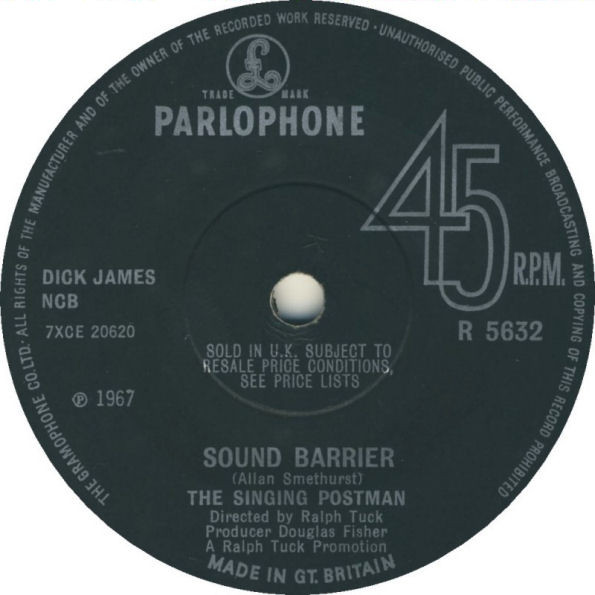 THE GRAMOPHONE CO.LTD. · ALL RIGHTS OF THE MANUFACTURER AND OF THE OWNER OF THE RECORDED WORK RESERVED · UNAUTHORISED PUBLIC PERFORMANCE BROADCASTING AND COPYING OF THIS RECORD PROHIBITED
£
TRADE MARK
PARLOPHONE
45 R.P.M.
DICK JAMES
NCB
7XCE 20620
R 5632
SOLD IN U.K. SUBJECT TO
RESALE PRICE CONDITIONS,
SEE PRICE LISTS
℗ 1967
SOUND BARRIER
(Allan Smethurst)
THE SINGING POSTMAN
Directed by Ralph Tuck
Producer Douglas Fisher
A Ralph Tuck Promotion
MADE IN GT. BRITAIN